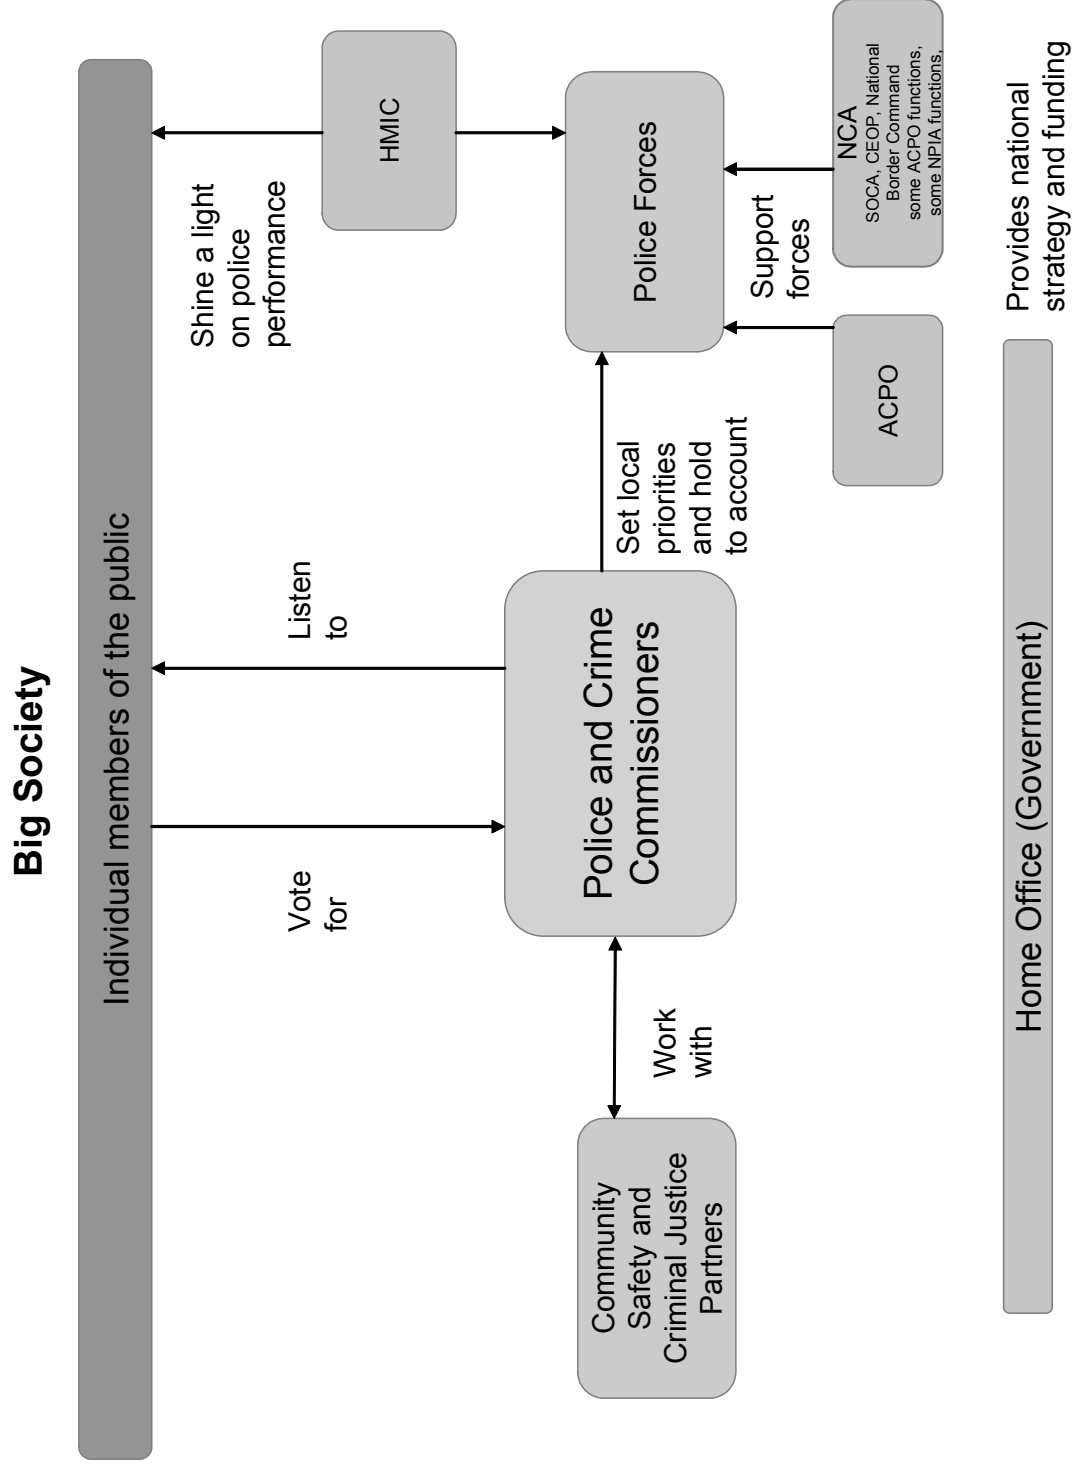 Big Society
Individual members of the public
Vote
for
Listen
to
Shine a light
on police
performance
HMIC
Community
Safety and
Criminal Justice
Partners
Work
with
Police and Crime
Commissioners
Set local
priorities
and hold
to account
Police Forces
Support
forces
ACPO
NCA
SOCA, CEOP, National
Border Command
some ACPO functions,
some NPIA functions,
Home Office (Government)
Provides national
strategy and funding